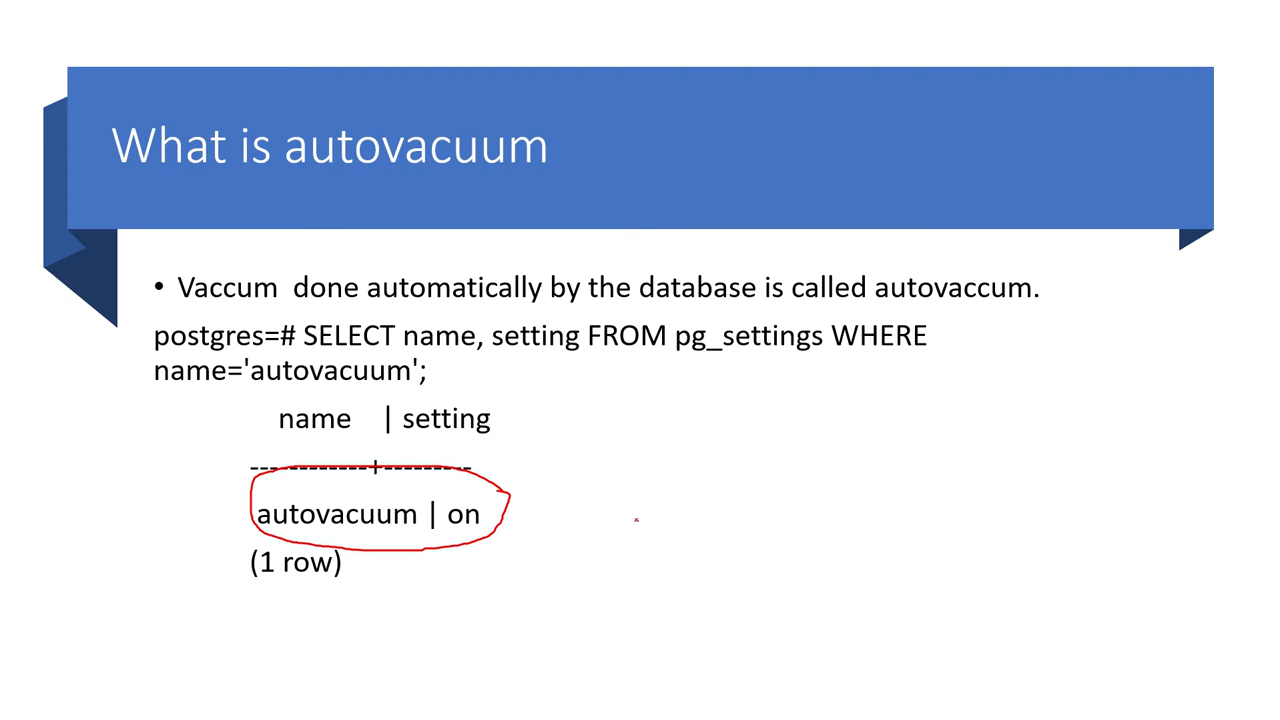 What is autovacuum
• Vaccum  done automatically by the database is called autovaccum.
postgres=# SELECT name, setting FROM pg_settings WHERE
name='autovacuum';
name    | setting
------------+---------
autovacuum | on
(1 row)